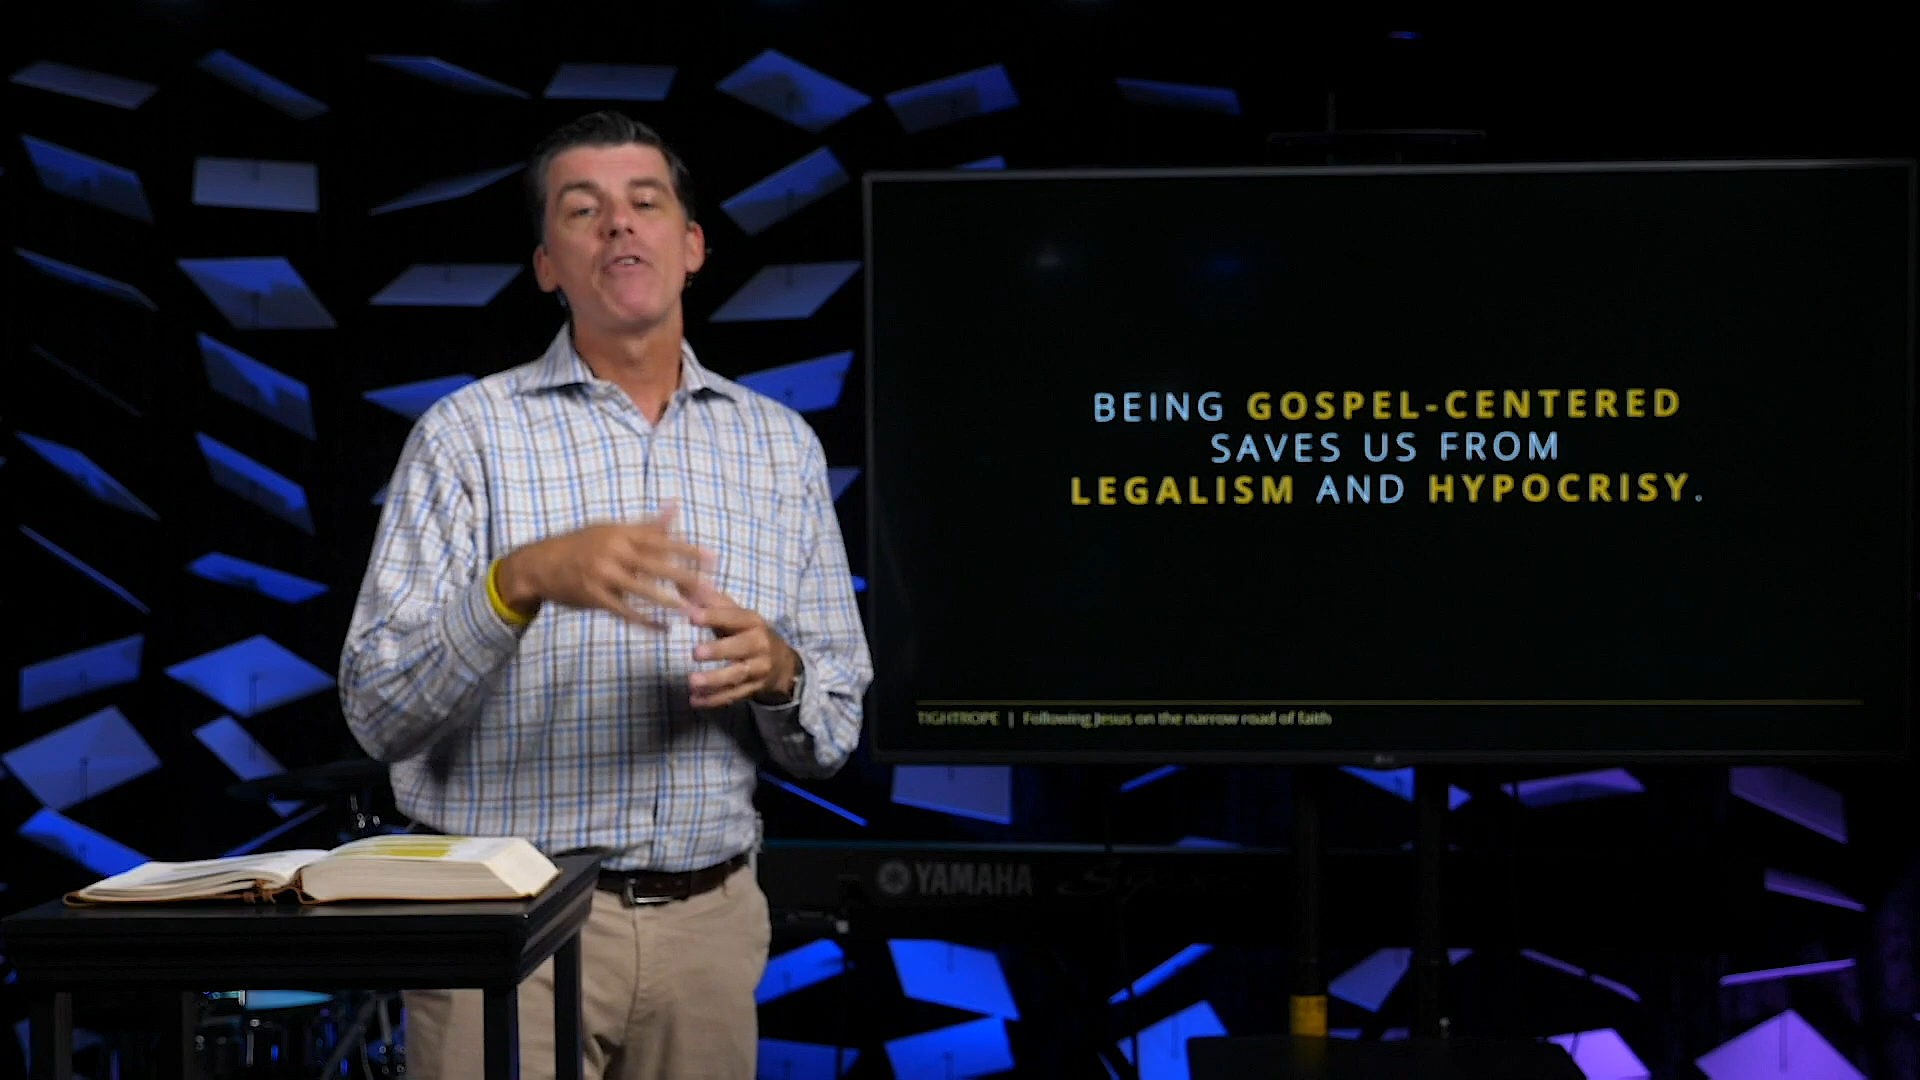 BEING GOSPEL-CENTERED
SAVES US FROM
LEGALISM AND HYPOCRISY.
TIGHTROPE | Following Jesus on the narrow road of faith
YAMAHA